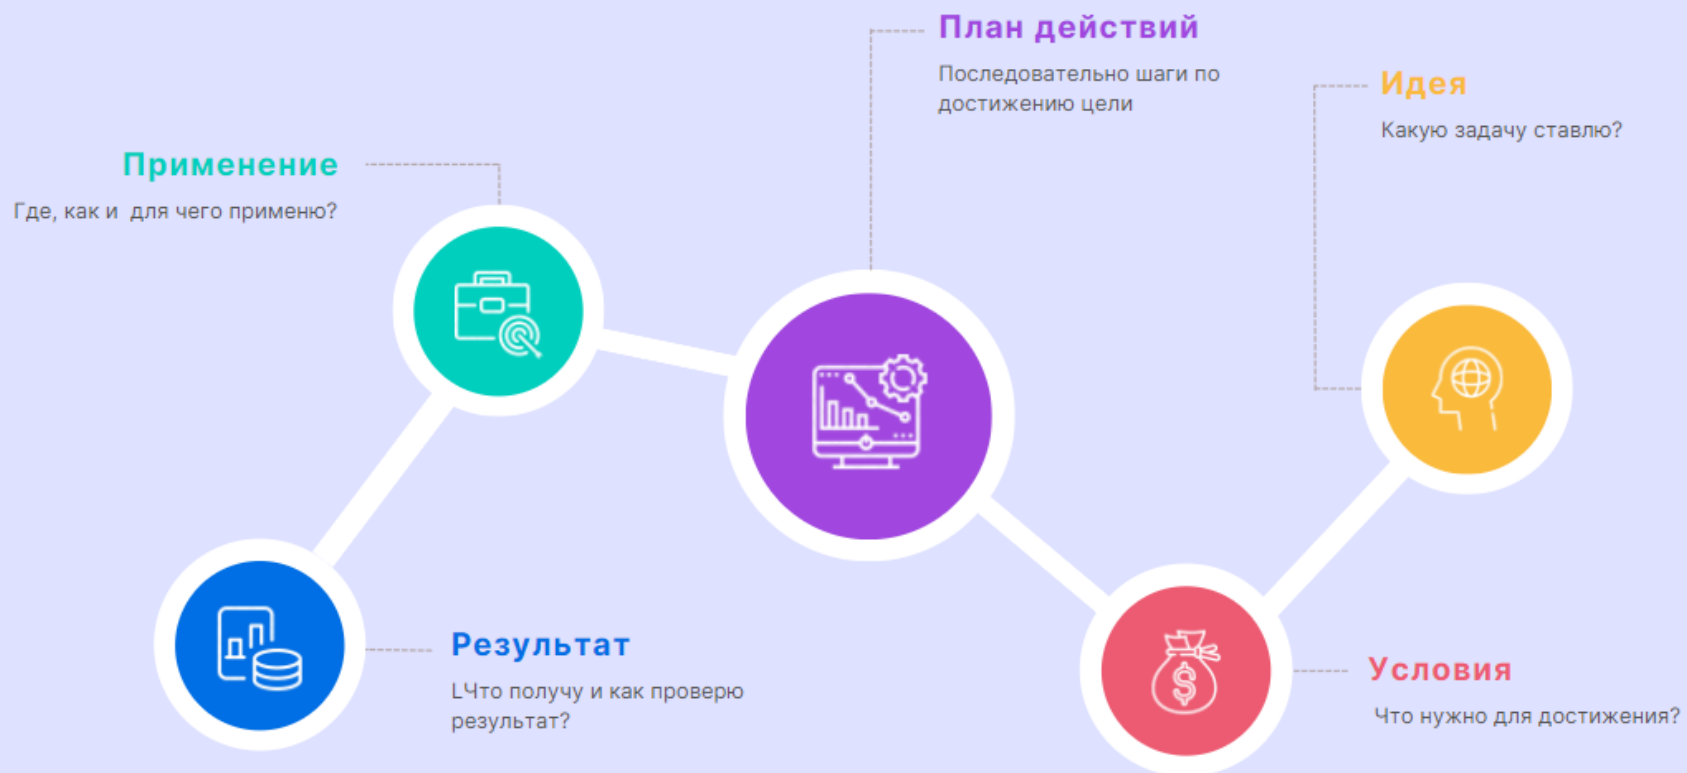 План действий
Последовательно шаги по
достижению цели
Идея
Какую задачу ставлю?
Применение
Где, как и  для чего применю?
Результат
LЧто получу и как проверю
результат?
Условия
Что нужно для достижения?